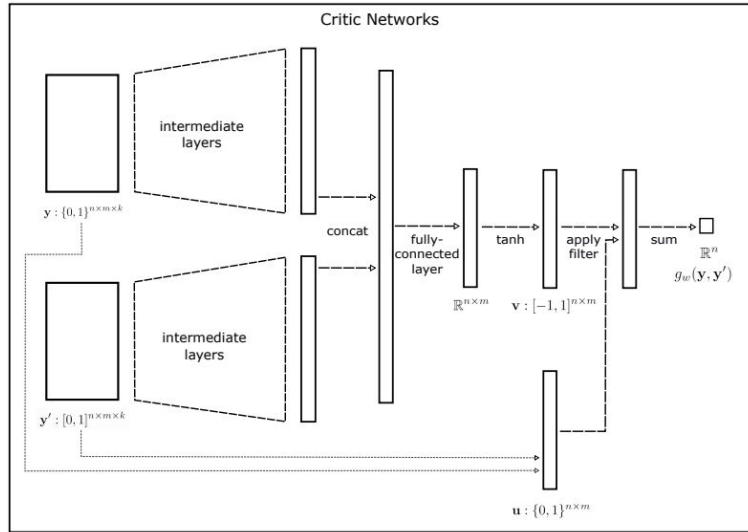 Critic Networks
intermediate
layers
𝐲 : {0, 1}^{n×m×k}
concat
fully-
connected
layer
tanh
apply
filter
sum
ℝ^n
g_w(𝐲, 𝐲′)
ℝ^{n×m}
𝐯 : [−1, 1]^{n×m}
intermediate
layers
𝐲′ : [0, 1]^{n×m×k}
𝐮 : {0, 1}^{n×m}